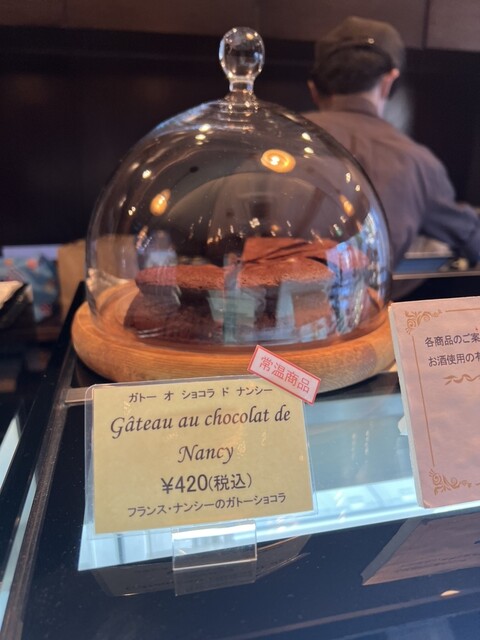 常温商品
ガトー オ ショコラ ド ナンシー
Gâteau au chocolat de
Nancy
¥420(税込)
フランス・ナンシーのガトーショコラ
各商品のご案
お酒使用の有